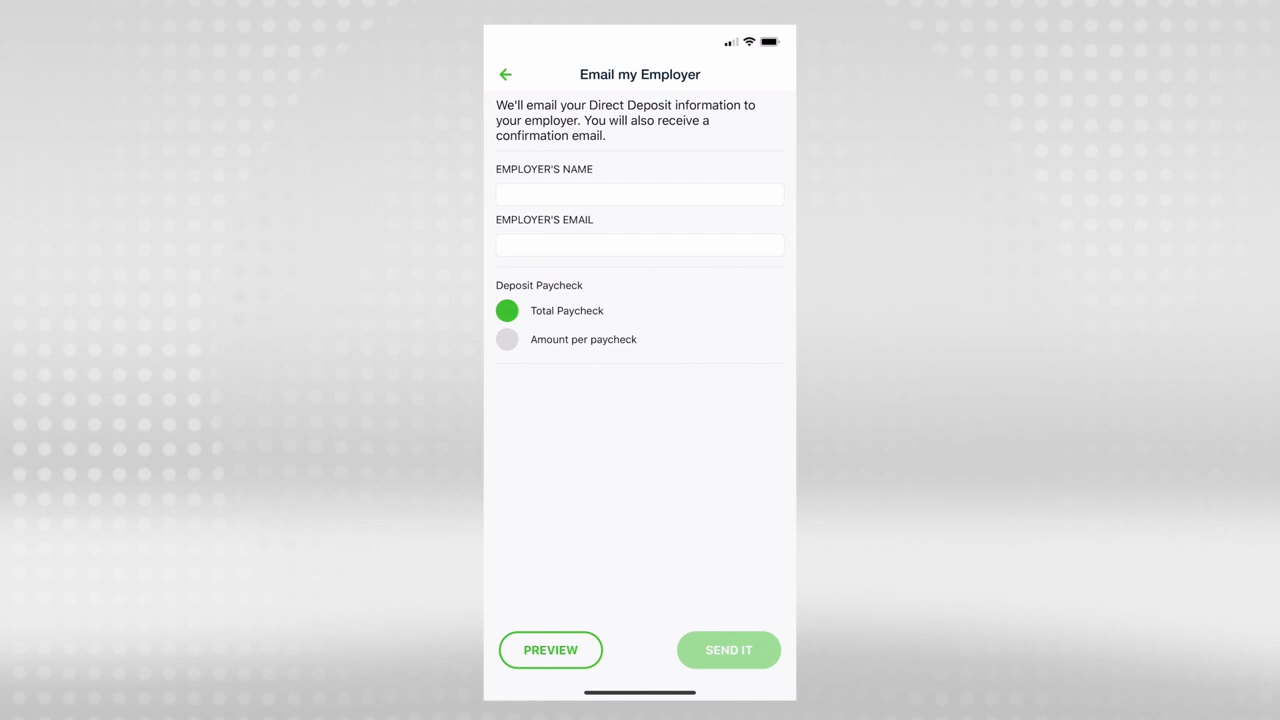 Email my Employer
We'll email your Direct Deposit information to
your employer. You will also receive a
confirmation email.
EMPLOYER'S NAME
EMPLOYER'S EMAIL
Deposit Paycheck
Total Paycheck
Amount per paycheck
PREVIEW
SEND IT